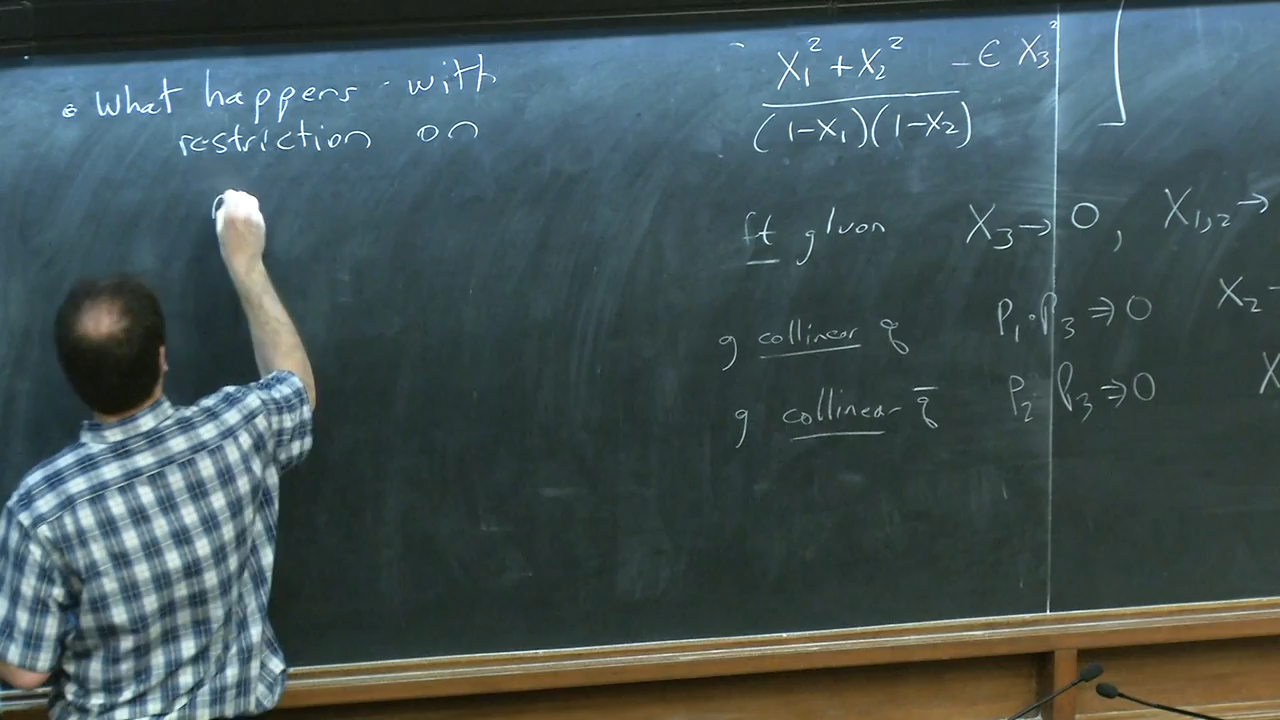 • What happens with
restriction on
X₁² + X₂² - ϵ X₃² ]
(1-X₁)(1-X₂)
ft gluon X₃ → 0 , X₁,₂ →
g collinear q P₁·P₃ ⇒ 0 X₂ -
g collinear q̄ P₂·P₃ ⇒ 0 X